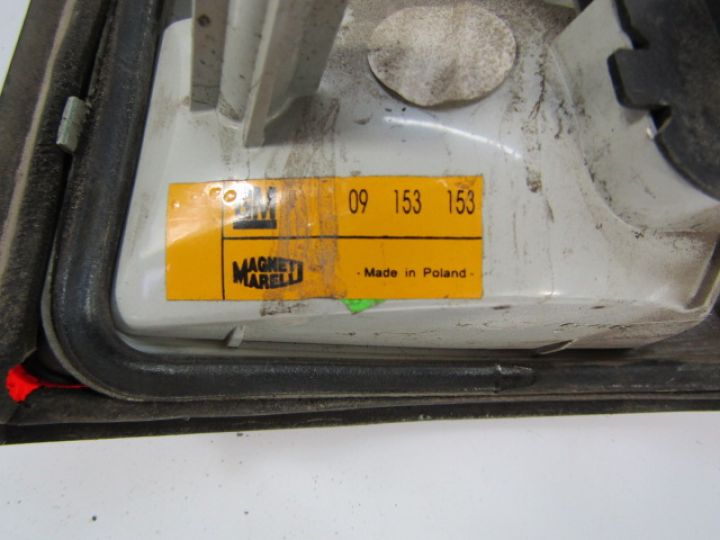 GM 09 153 153
MAGNETI
MARELLI
- Made in Poland -